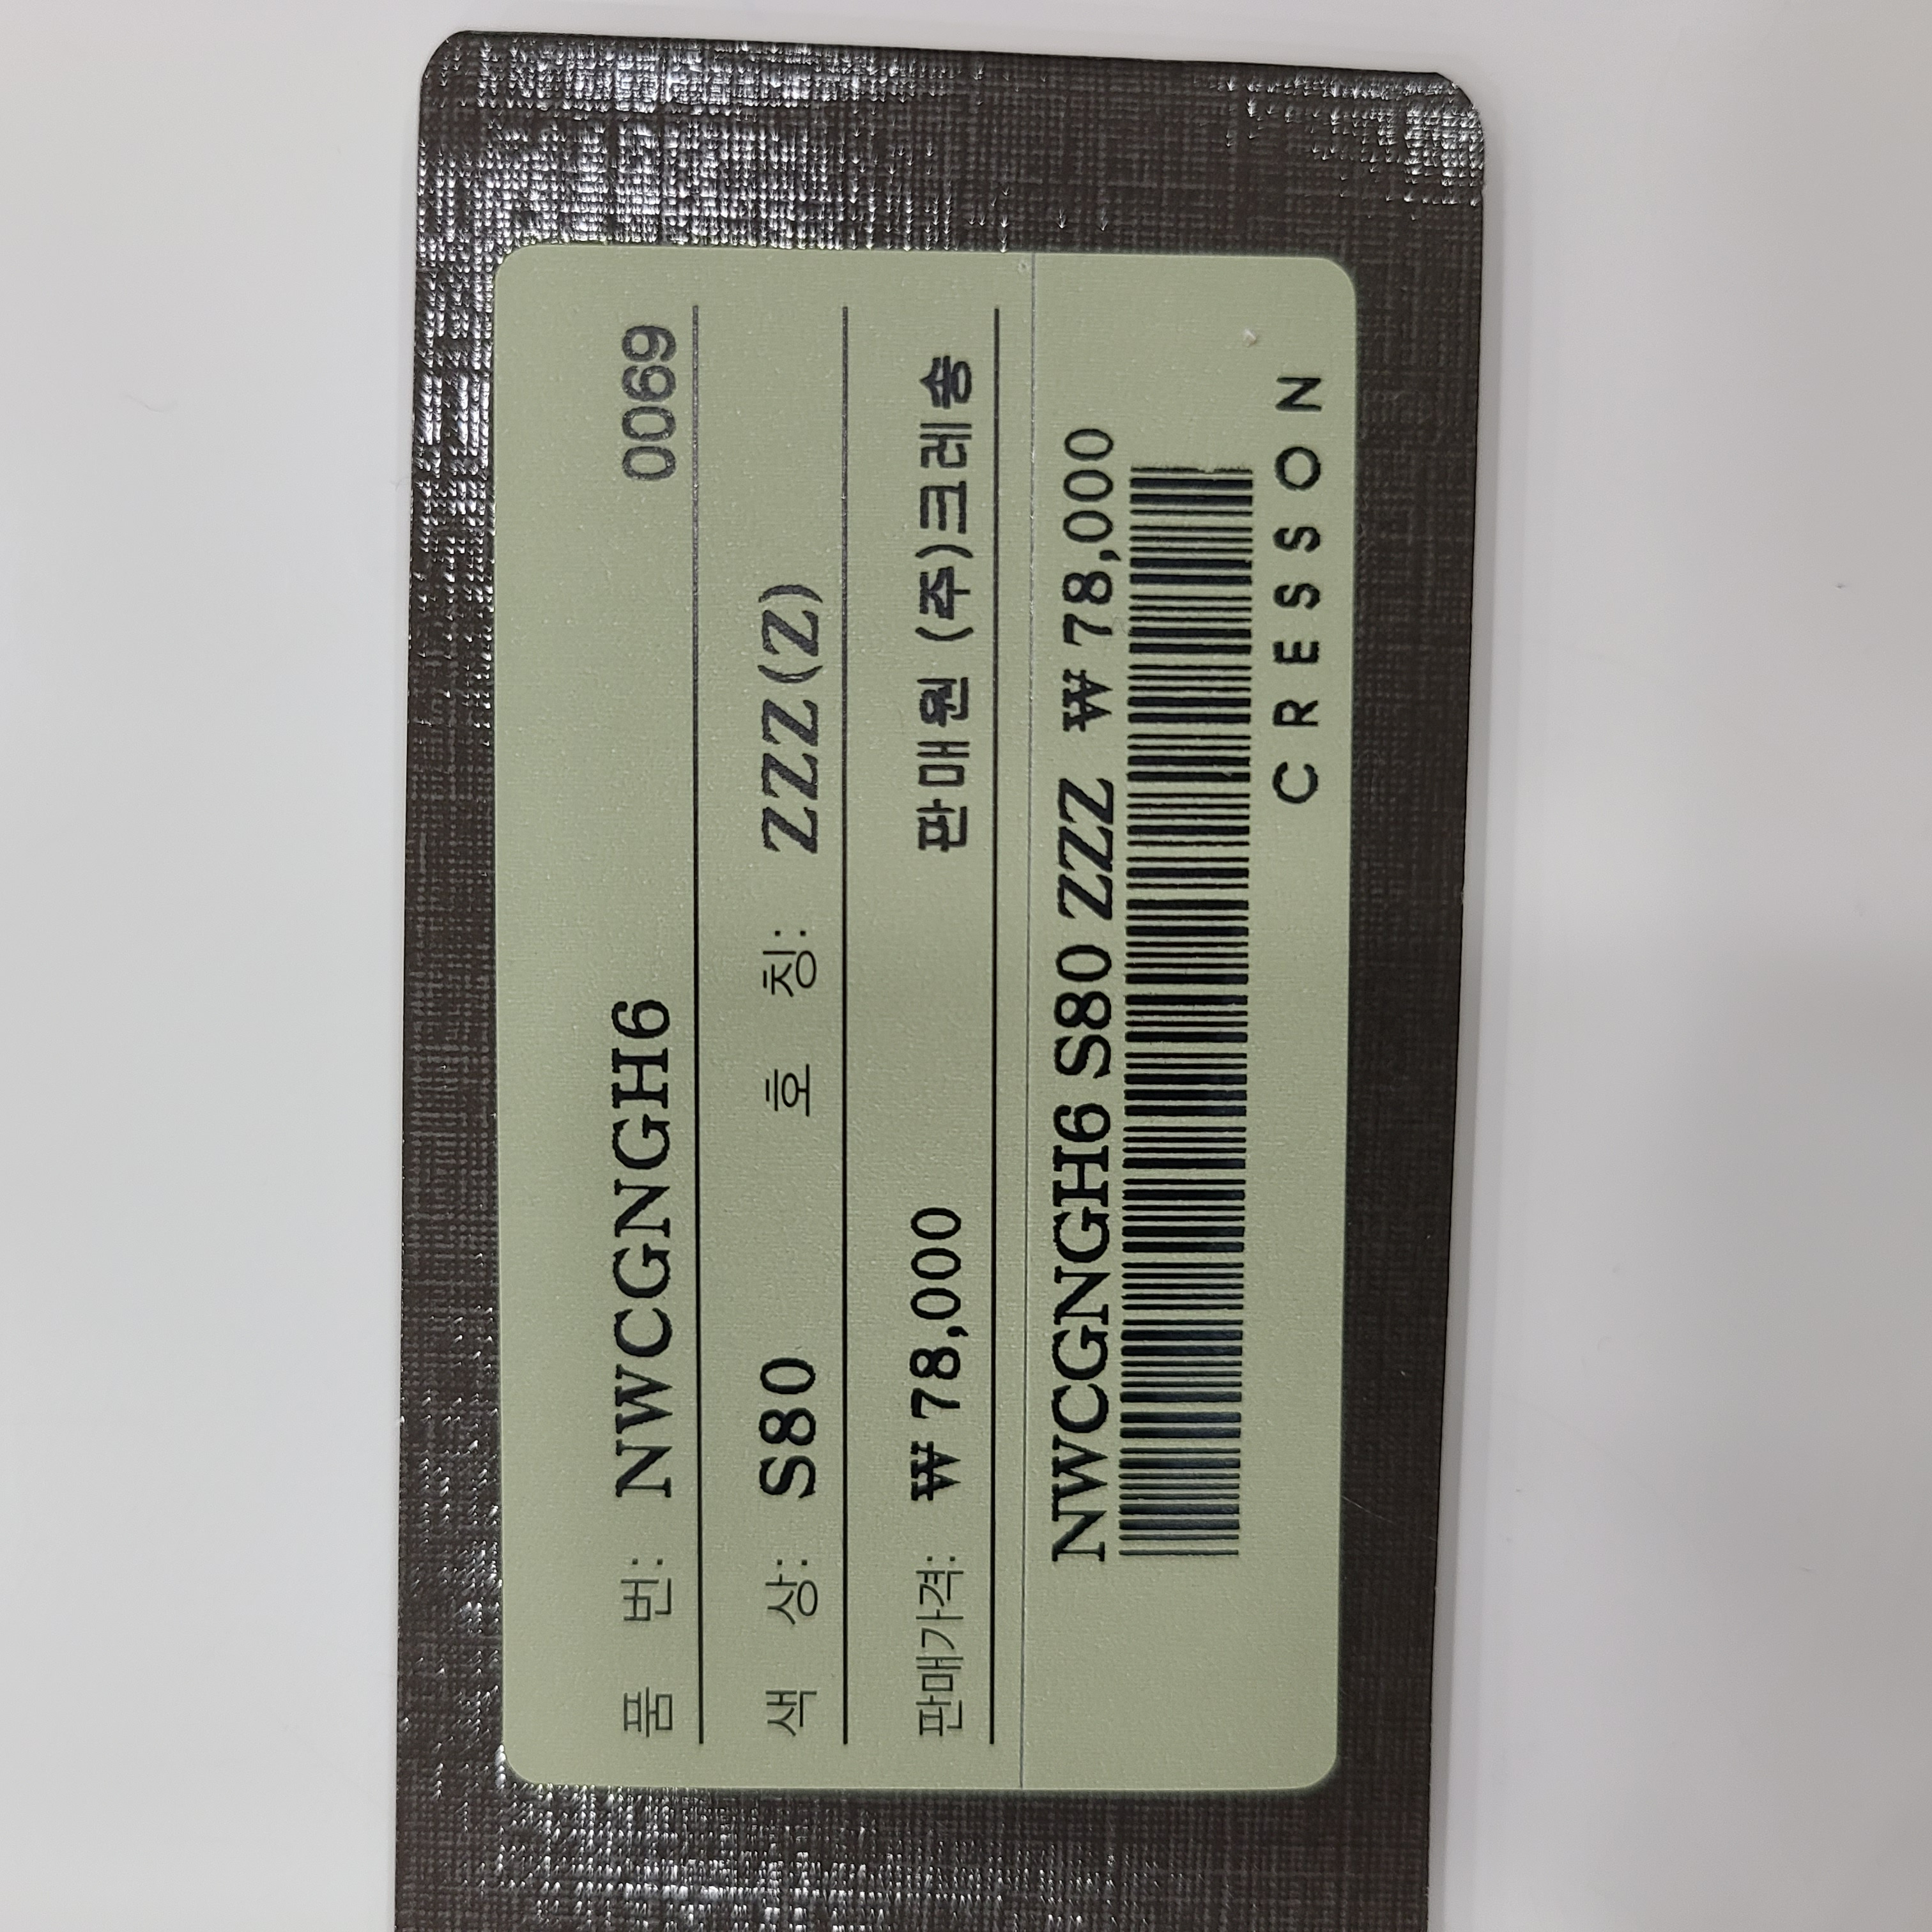 품 번: NWCGNGH6 0069
색 상: S80 호 칭: ZZZ(Z)
판매가격: ₩ 78,000 판매원 (주)크레송
NWCGNGH6 S80 ZZZ ₩ 78,000
CRESSON